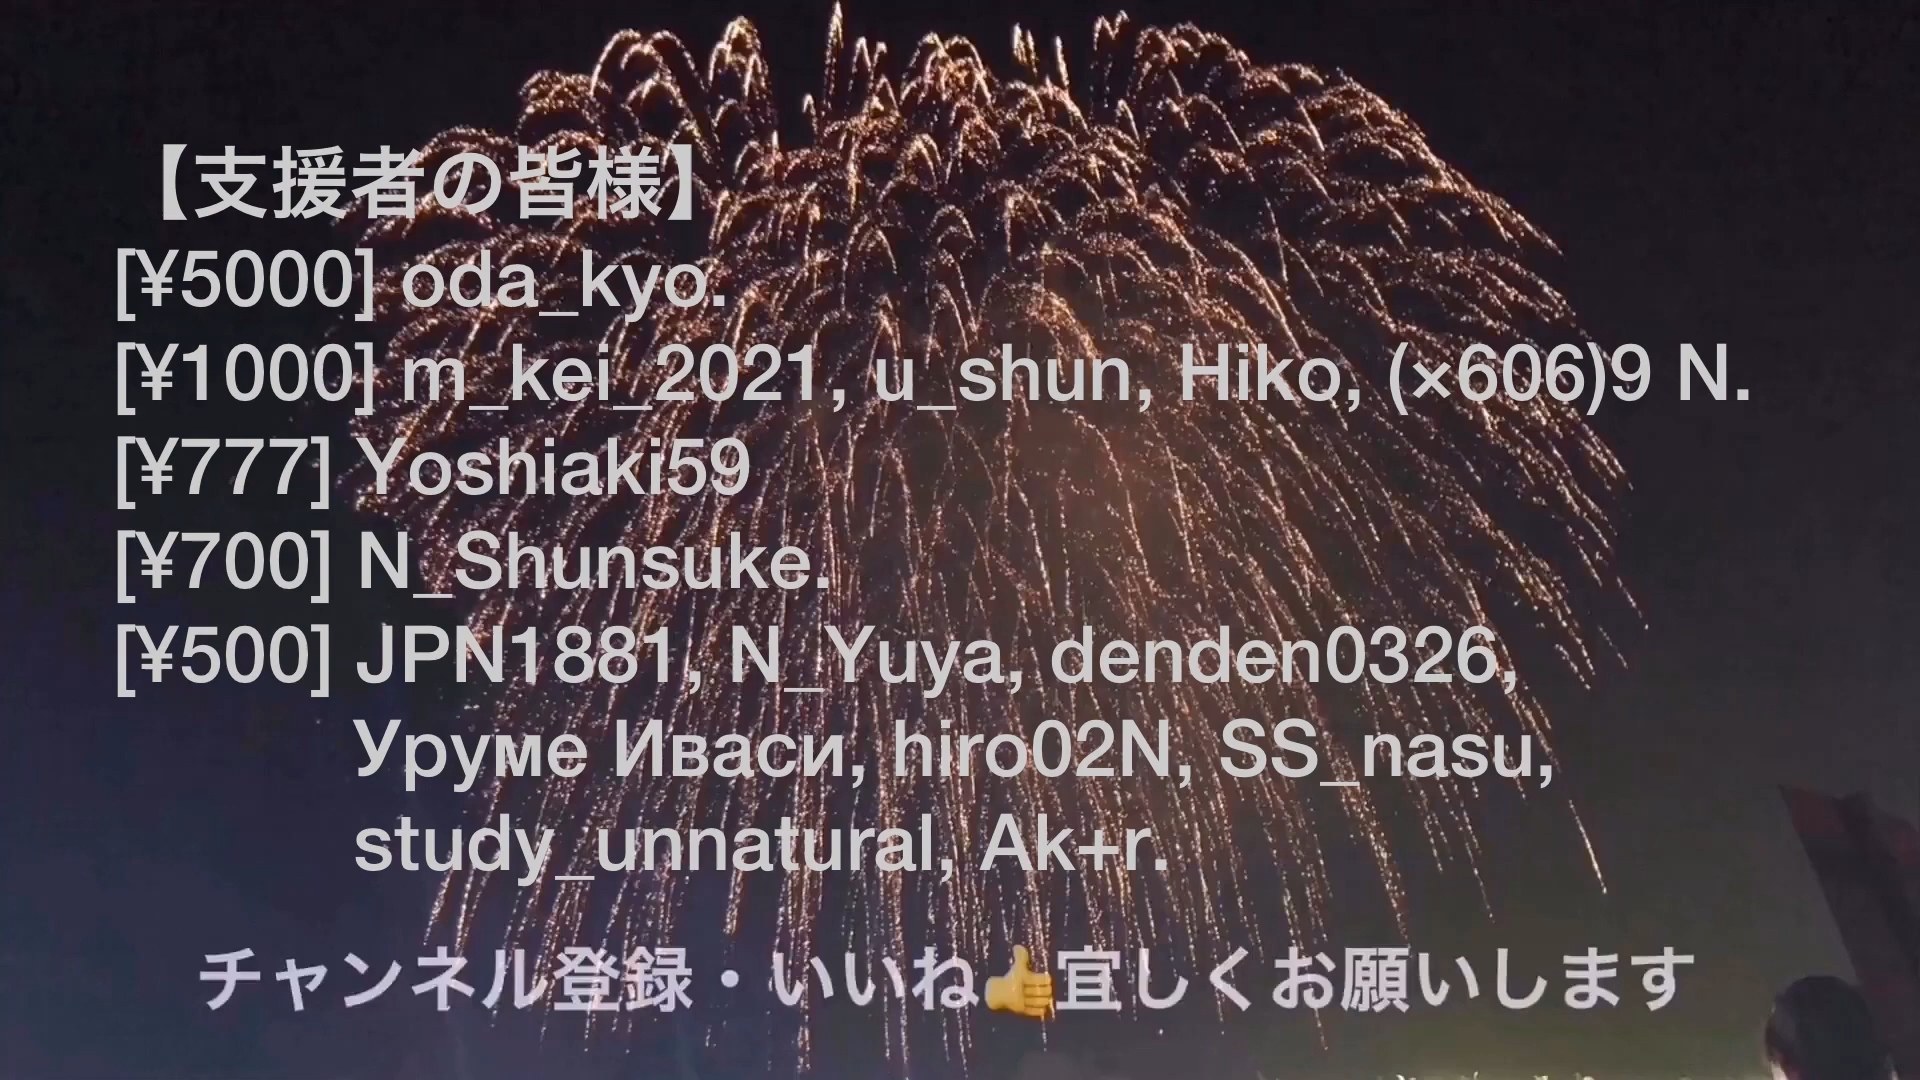 【支援者の皆様】
[¥5000] oda_kyo.
[¥1000] m_kei_2021, u_shun, Hiko, (×606)9 N.
[¥777] Yoshiaki59
[¥700] N_Shunsuke.
[¥500] JPN1881, N_Yuya, denden0326,
Уруме Иваси, hiro02N, SS_nasu,
study_unnatural, Ak+r.
チャンネル登録・いいね👍宜しくお願いします